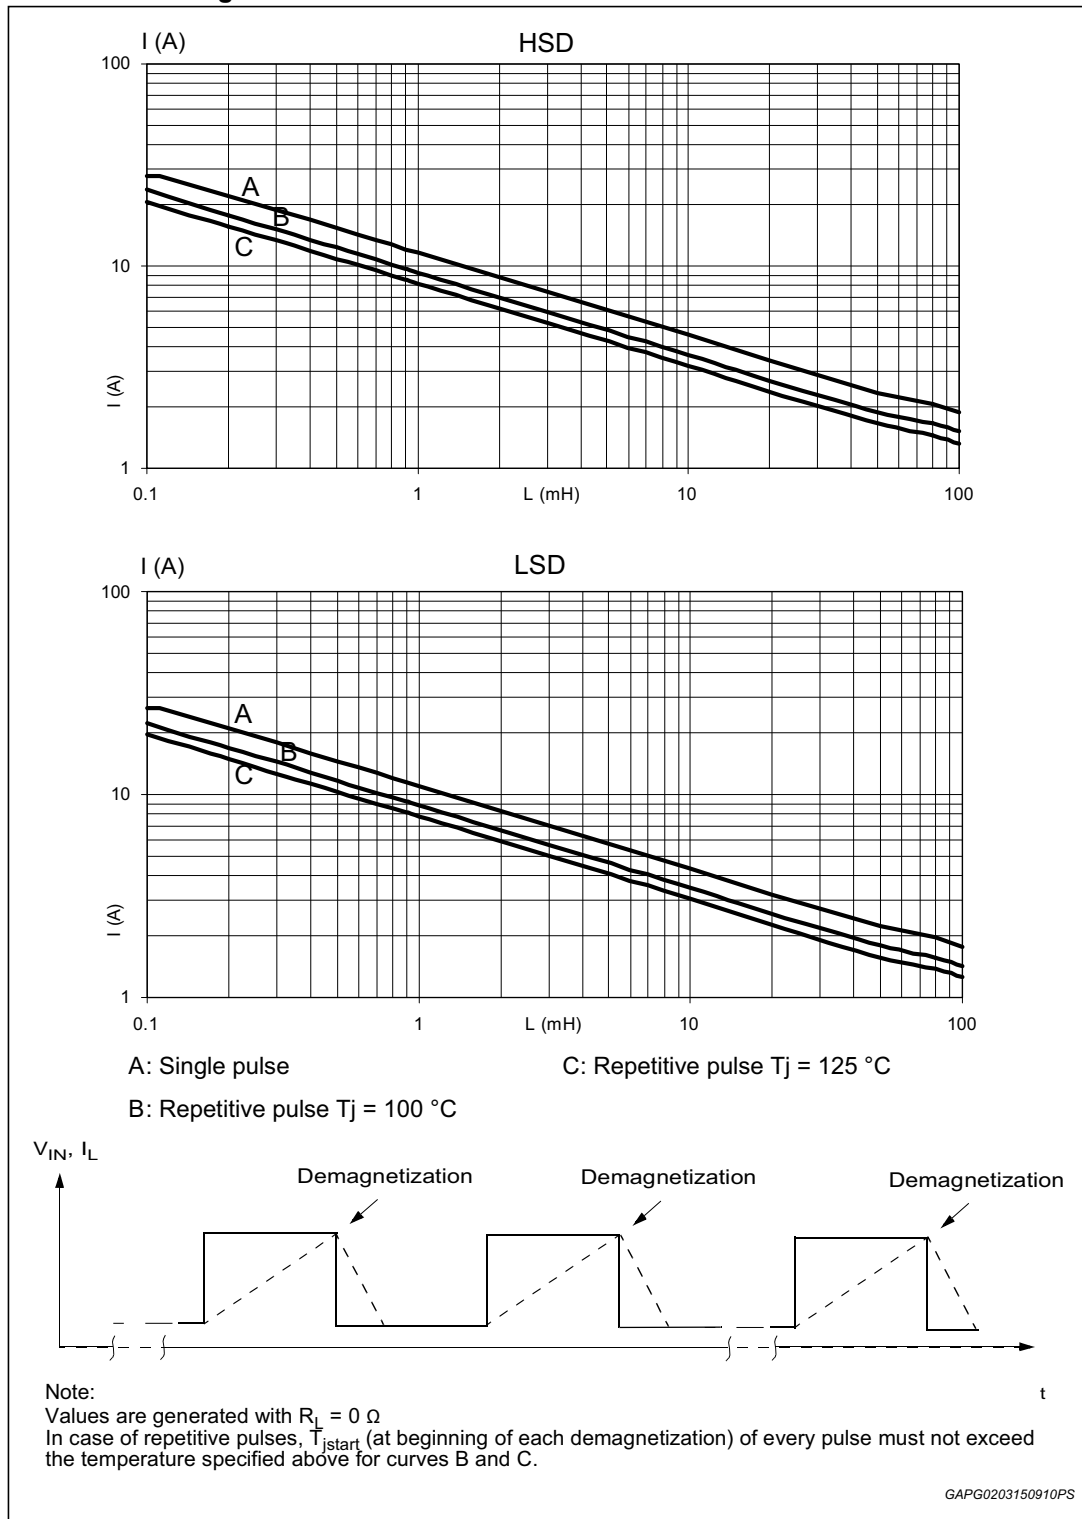 I (A)
HSD
100
A
B
C
10
I (A)
1
0.1
1
L (mH)
10
100
I (A)
LSD
100
A
B
C
10
I (A)
1
0.1
1
L (mH)
10
100
A: Single pulse
C: Repetitive pulse Tj = 125 °C
B: Repetitive pulse Tj = 100 °C
VIN, IL
Demagnetization
Demagnetization
Demagnetization
t
Note:
Values are generated with RL = 0 Ω
In case of repetitive pulses, Tjstart (at beginning of each demagnetization) of every pulse must not exceed
the temperature specified above for curves B and C.
GAPG0203150910PS